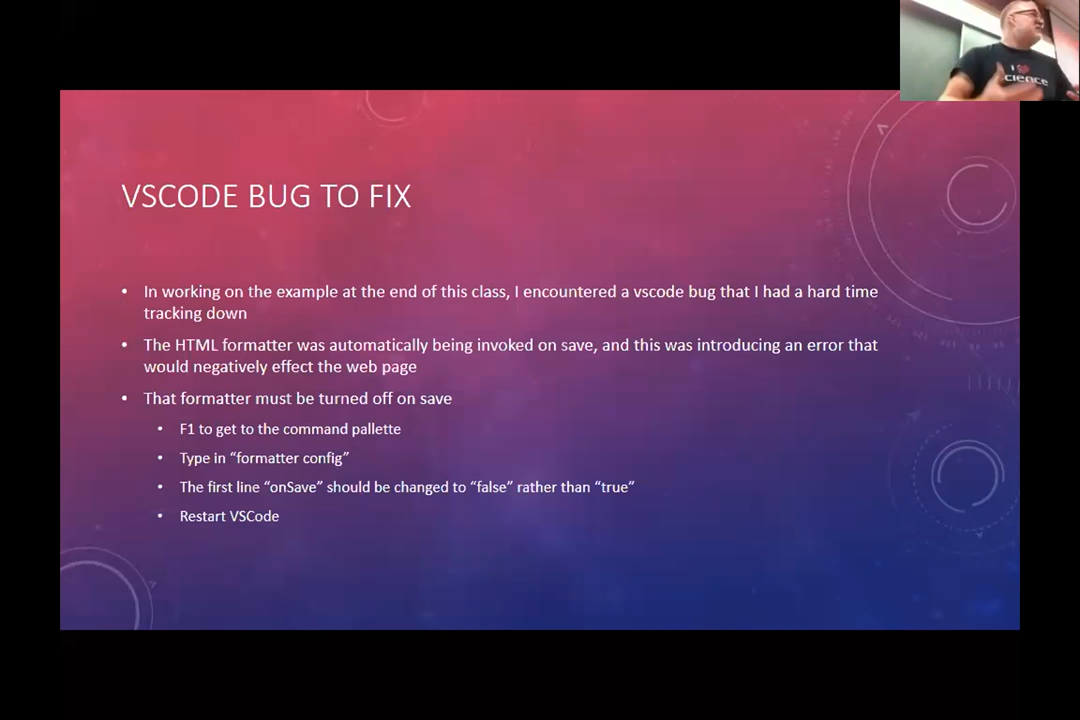 I ❤ 
cience
VSCODE BUG TO FIX
• In working on the example at the end of this class, I encountered a vscode bug that I had a hard time
tracking down
• The HTML formatter was automatically being invoked on save, and this was introducing an error that
would negatively effect the web page
• That formatter must be turned off on save
• F1 to get to the command pallette
• Type in “formatter config”
• The first line “onSave” should be changed to “false” rather than “true”
• Restart VSCode